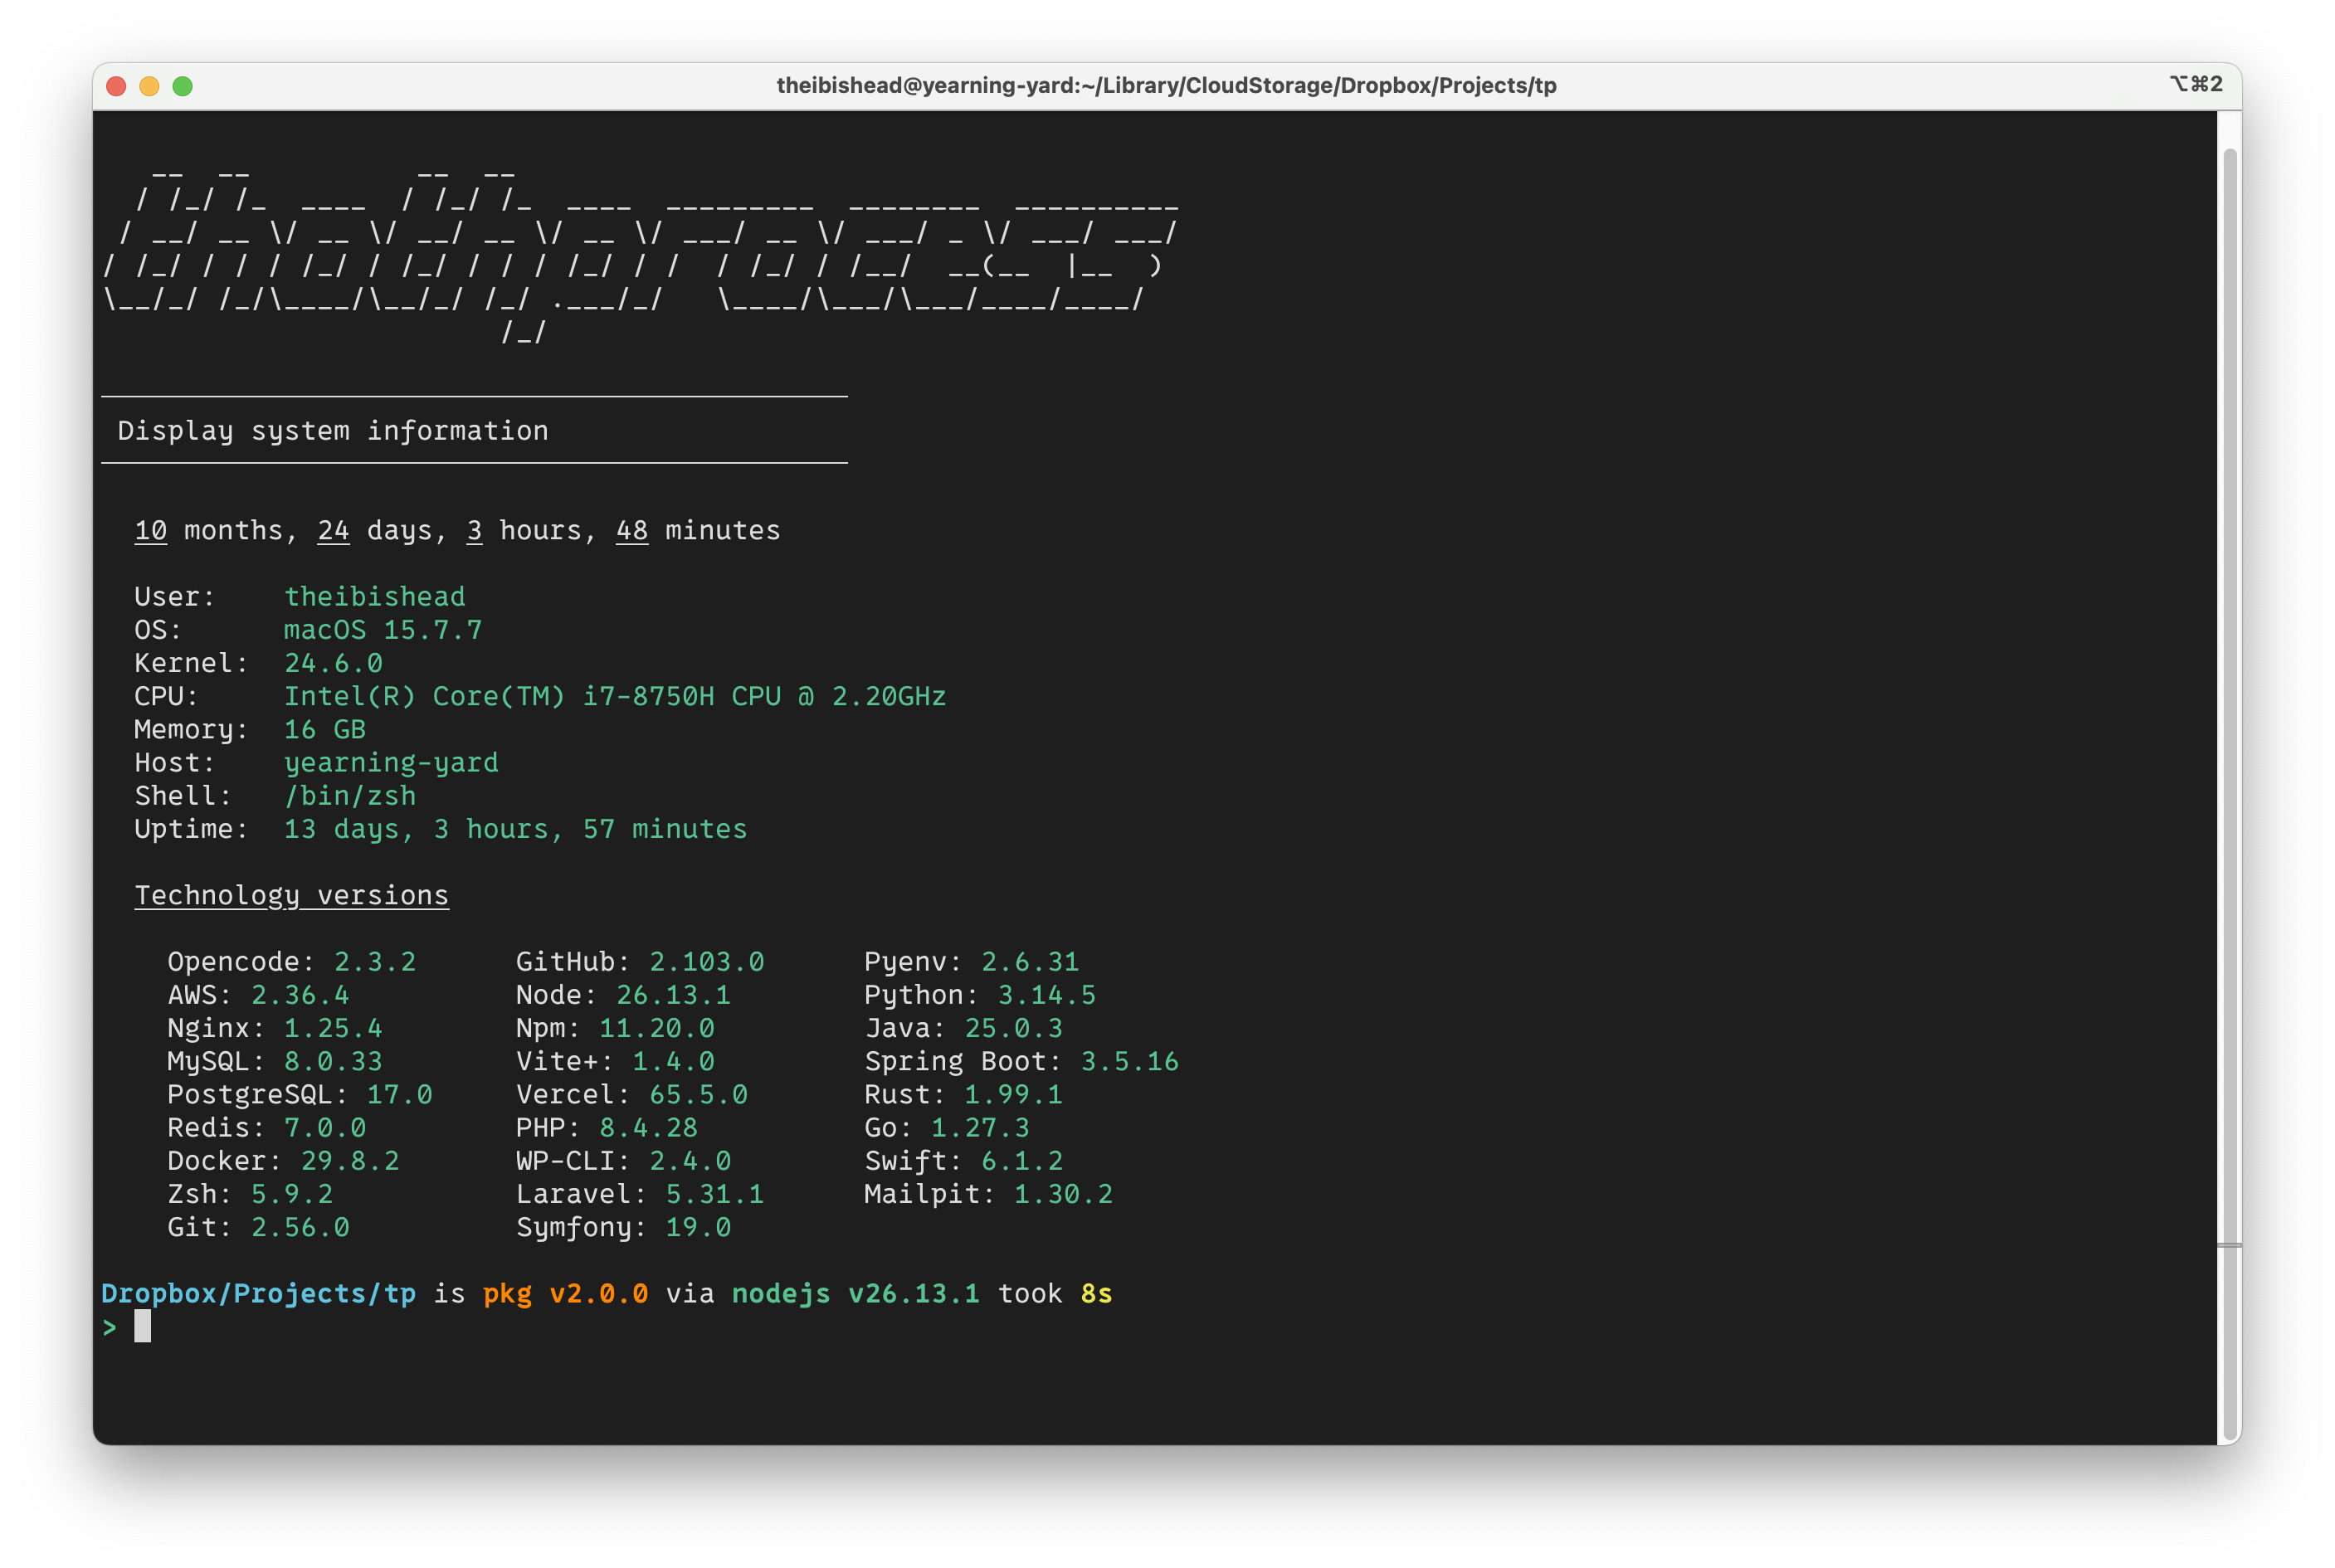 theibishead@yearning-yard:~/Library/CloudStorage/Dropbox/Projects/tp ⌥⌘2
thothprocess
Display system information
10 months, 24 days, 3 hours, 48 minutes
User: theibishead
OS: macOS 15.7.7
Kernel: 24.6.0
CPU: Intel(R) Core(TM) i7-8750H CPU @ 2.20GHz
Memory: 16 GB
Host: yearning-yard
Shell: /bin/zsh
Uptime: 13 days, 3 hours, 57 minutes
Technology versions
Opencode: 2.3.2 GitHub: 2.103.0 Pyenv: 2.6.31
AWS: 2.36.4 Node: 26.13.1 Python: 3.14.5
Nginx: 1.25.4 Npm: 11.20.0 Java: 25.0.3
MySQL: 8.0.33 Vite+: 1.4.0 Spring Boot: 3.5.16
PostgreSQL: 17.0 Vercel: 65.5.0 Rust: 1.99.1
Redis: 7.0.0 PHP: 8.4.28 Go: 1.27.3
Docker: 29.8.2 WP-CLI: 2.4.0 Swift: 6.1.2
Zsh: 5.9.2 Laravel: 5.31.1 Mailpit: 1.30.2
Git: 2.56.0 Symfony: 19.0
Dropbox/Projects/tp is pkg v2.0.0 via nodejs v26.13.1 took 8s
>